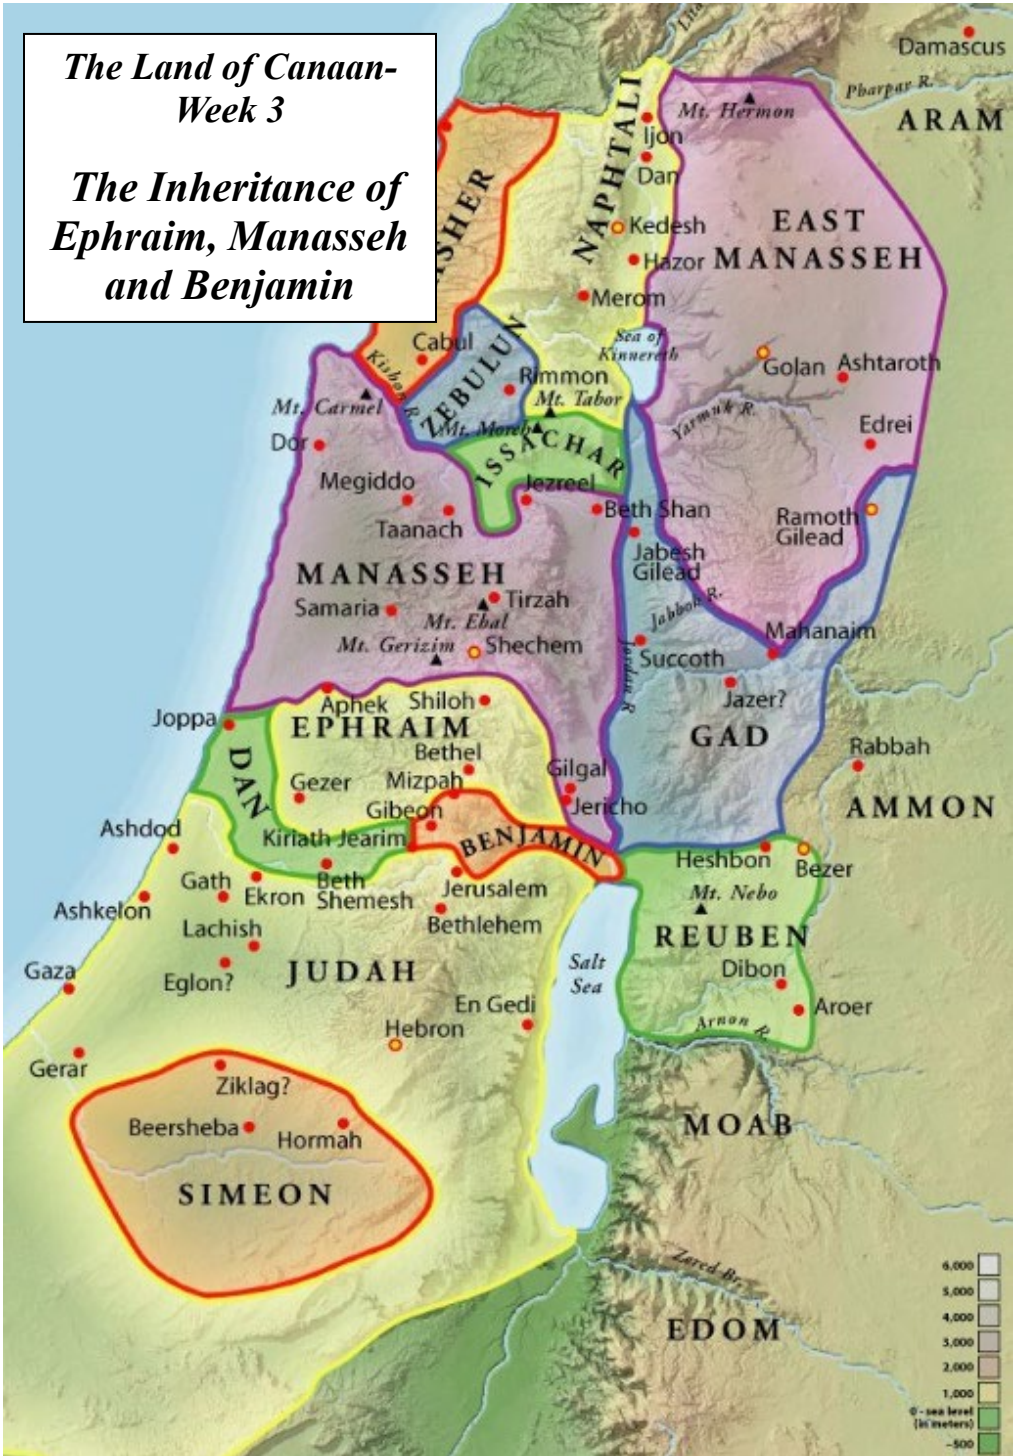 The Land of Canaan-
Week 3
The Inheritance of
Ephraim, Manasseh
and Benjamin
Damascus
Pharpar R.
ARAM
Mt. Hermon
NAPHTALI
Ijon
Dan
ASHER
EAST
MANASSEH
Kedesh
Hazor
Merom
Sea of
Kinnereth
Cabul
Kishon R.
ZEBULUN
Golan
Ashtaroth
Rimmon
Mt. Tabor
Mt. Carmel
Yarmuk R.
Mt. Moreh
Edrei
Dor
ISSACHAR
Megiddo
Jezreel
Taanach
Beth Shan
Ramoth
Gilead
Jabesh
Gilead
MANASSEH
Samaria
Tirzah
Mt. Ebal
Jabbok R.
Mt. Gerizim
Shechem
Mahanaim
Jordan R
Succoth
Jazer?
Aphek
Shiloh
Joppa
EPHRAIM
GAD
DAN
Bethel
Rabbah
Gezer
Mizpah
Gilgal
Jericho
AMMON
Gibeon
Ashdod
Kiriath Jearim
BENJAMIN
Heshbon
Bezer
Gath
Ekron
Beth
Shemesh
Jerusalem
Mt. Nebo
Ashkelon
Bethlehem
Lachish
REUBEN
Gaza
Eglon?
JUDAH
Salt
Sea
Dibon
En Gedi
Aroer
Hebron
Arnon R.
Gerar
Ziklag?
Beersheba
Hormah
MOAB
SIMEON
Zered Br.
EDOM
6,000
5,000
4,000
3,000
2,000
1,000
0-sea level
(in meters)
-500